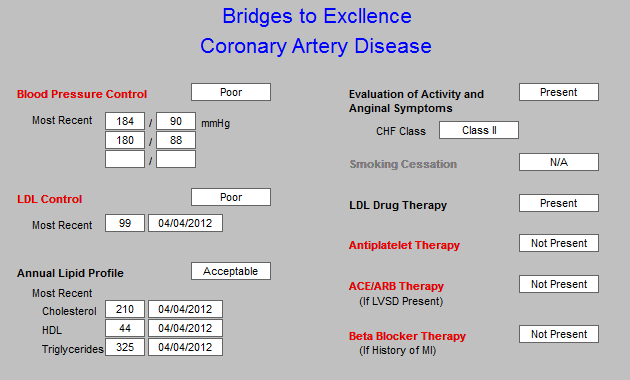 Bridges to Excllence
Coronary Artery Disease
Blood Pressure Control Poor
Most Recent 184 / 90 mmHg
180 / 88
/
LDL Control Poor
Most Recent 99 04/04/2012
Annual Lipid Profile Acceptable
Most Recent
Cholesterol 210 04/04/2012
HDL 44 04/04/2012
Triglycerides 325 04/04/2012
Evaluation of Activity and Present
Anginal Symptoms
CHF Class Class II
Smoking Cessation N/A
LDL Drug Therapy Present
Antiplatelet Therapy Not Present
ACE/ARB Therapy Not Present
(If LVSD Present)
Beta Blocker Therapy Not Present
(If History of MI)